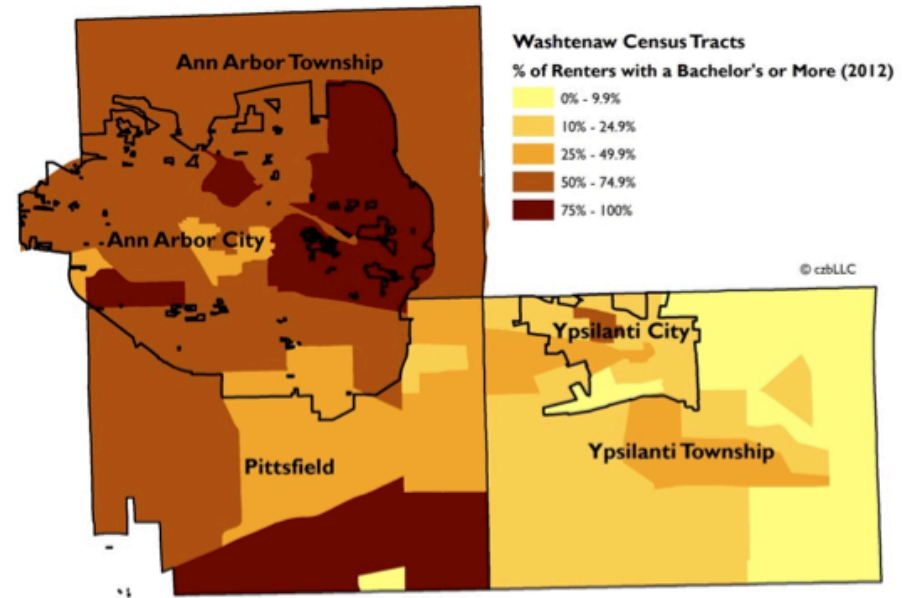 Washtenaw Census Tracts
% of Renters with a Bachelor's or More (2012)
0% - 9.9%
10% - 24.9%
25% - 49.9%
50% - 74.9%
75% - 100%
© czbLLC
Ann Arbor Township
Ann Arbor City
Ypsilanti City
Ypsilanti Township
Pittsfield